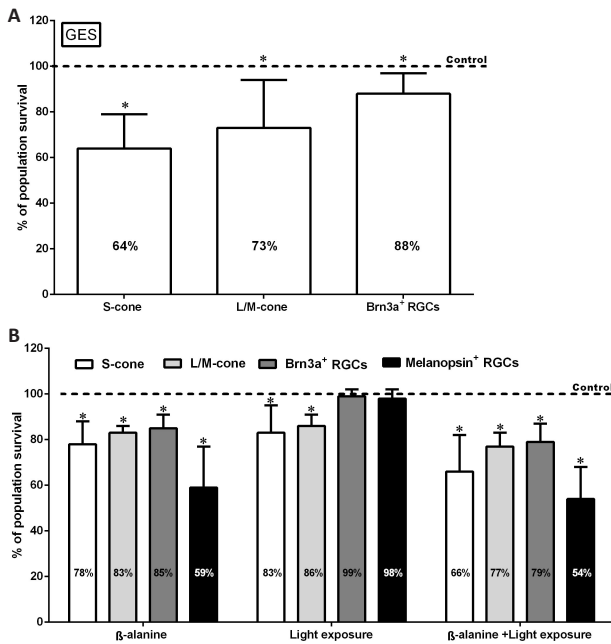 A
GES
% of population survival
120
100
80
60
40
20
0
Control
*
*
*
64%
73%
88%
S-cone
L/M-cone
Brn3a+ RGCs
B
% of population survival
120
100
80
60
40
20
0
S-cone
L/M-cone
Brn3a+ RGCs
Melanopsin+ RGCs
Control
* * * *
* *
* * * *
78% 83% 85% 59%
83% 86% 99% 98%
66% 77% 79% 54%
ß-alanine
Light exposure
ß-alanine +Light exposure